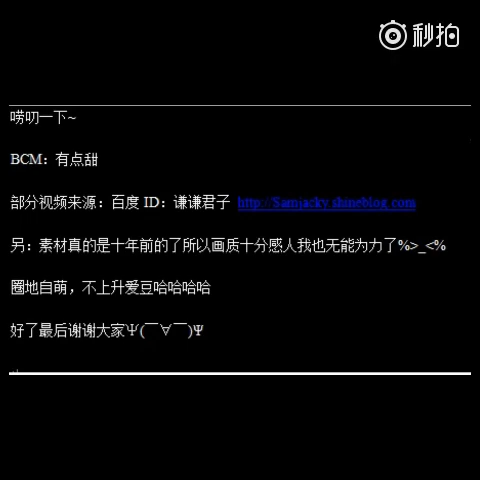 秒拍
唠叨一下~
BCM：有点甜
部分视频来源：百度 ID：谦谦君子 http://Samjacky.shineblog.com
另：素材真的是十年前的了所以画质十分感人我也无能为力了%>_<%
圈地自萌，不上升爱豆哈哈哈哈
好了最后谢谢大家Ψ(￣∀￣)Ψ